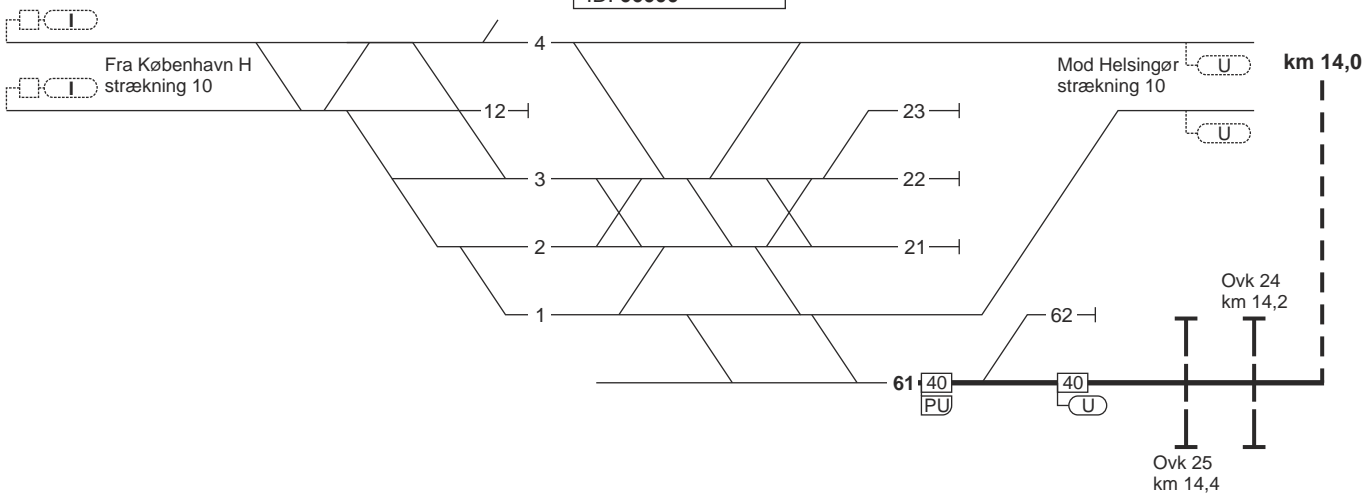 I
4
Fra København H
strækning 10
Mod Helsingør
strækning 10
U
km 14,0
I
12
23
U
3
22
2
21
Ovk 24
km 14,2
1
62
61
40
40
PU
U
Ovk 25
km 14,4